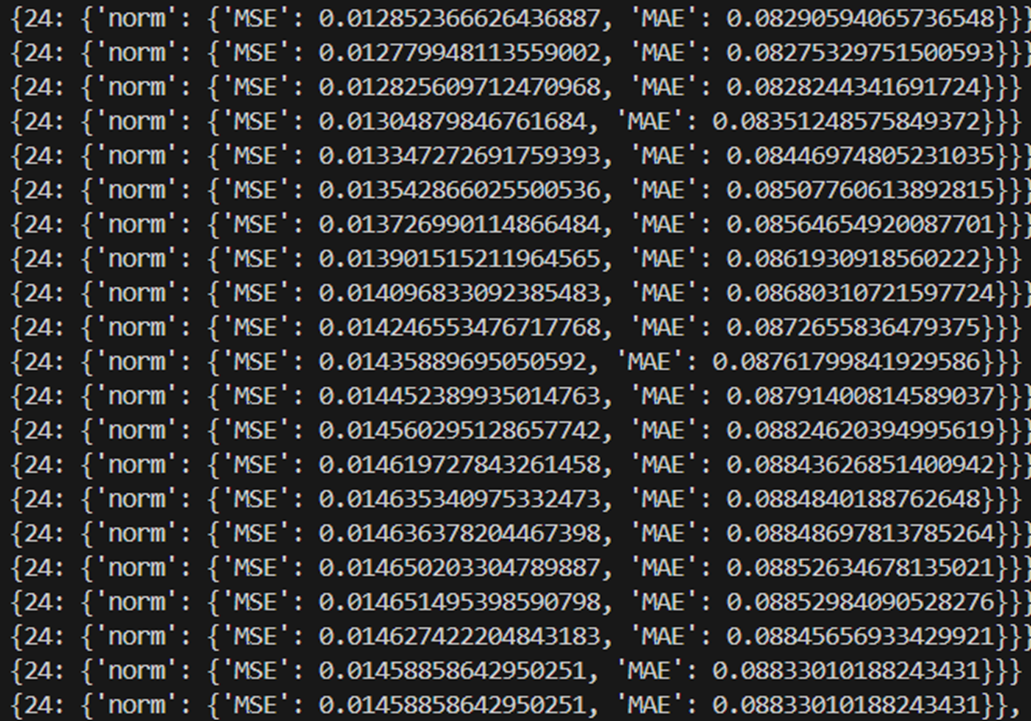 {24: {'norm': {'MSE': 0.012852366626436887, 'MAE': 0.08290594065736548}}}
{24: {'norm': {'MSE': 0.012779948113559002, 'MAE': 0.08275329751500593}}}
{24: {'norm': {'MSE': 0.012825609712470968, 'MAE': 0.0828244341691724}}}
{24: {'norm': {'MSE': 0.01304879846761684, 'MAE': 0.08351248575849372}}}
{24: {'norm': {'MSE': 0.013347272691759393, 'MAE': 0.08446974805231035}}}
{24: {'norm': {'MSE': 0.013542866025500536, 'MAE': 0.08507760613892815}}}
{24: {'norm': {'MSE': 0.013726990114866484, 'MAE': 0.08564654920087701}}}
{24: {'norm': {'MSE': 0.013901515211964565, 'MAE': 0.0861930918560222}}}
{24: {'norm': {'MSE': 0.014096833092385483, 'MAE': 0.08680310721597724}}}
{24: {'norm': {'MSE': 0.014246553476717768, 'MAE': 0.0872655836479375}}}
{24: {'norm': {'MSE': 0.01435889695050592, 'MAE': 0.08761799841929586}}}
{24: {'norm': {'MSE': 0.014452389935014763, 'MAE': 0.08791400814589037}}}
{24: {'norm': {'MSE': 0.014560295128657742, 'MAE': 0.08824620394995619}}}
{24: {'norm': {'MSE': 0.014619727843261458, 'MAE': 0.08843626851400942}}}
{24: {'norm': {'MSE': 0.014635340975332473, 'MAE': 0.0884840188762648}}}
{24: {'norm': {'MSE': 0.014636378204467398, 'MAE': 0.08848697813785264}}}
{24: {'norm': {'MSE': 0.014650203304789887, 'MAE': 0.08852634678135021}}}
{24: {'norm': {'MSE': 0.014651495398590798, 'MAE': 0.08852984090528276}}}
{24: {'norm': {'MSE': 0.014627422204843183, 'MAE': 0.08845656933429921}}}
{24: {'norm': {'MSE': 0.01458858642950251, 'MAE': 0.08833010188243431}}}
{24: {'norm': {'MSE': 0.01458858642950251, 'MAE': 0.08833010188243431}},